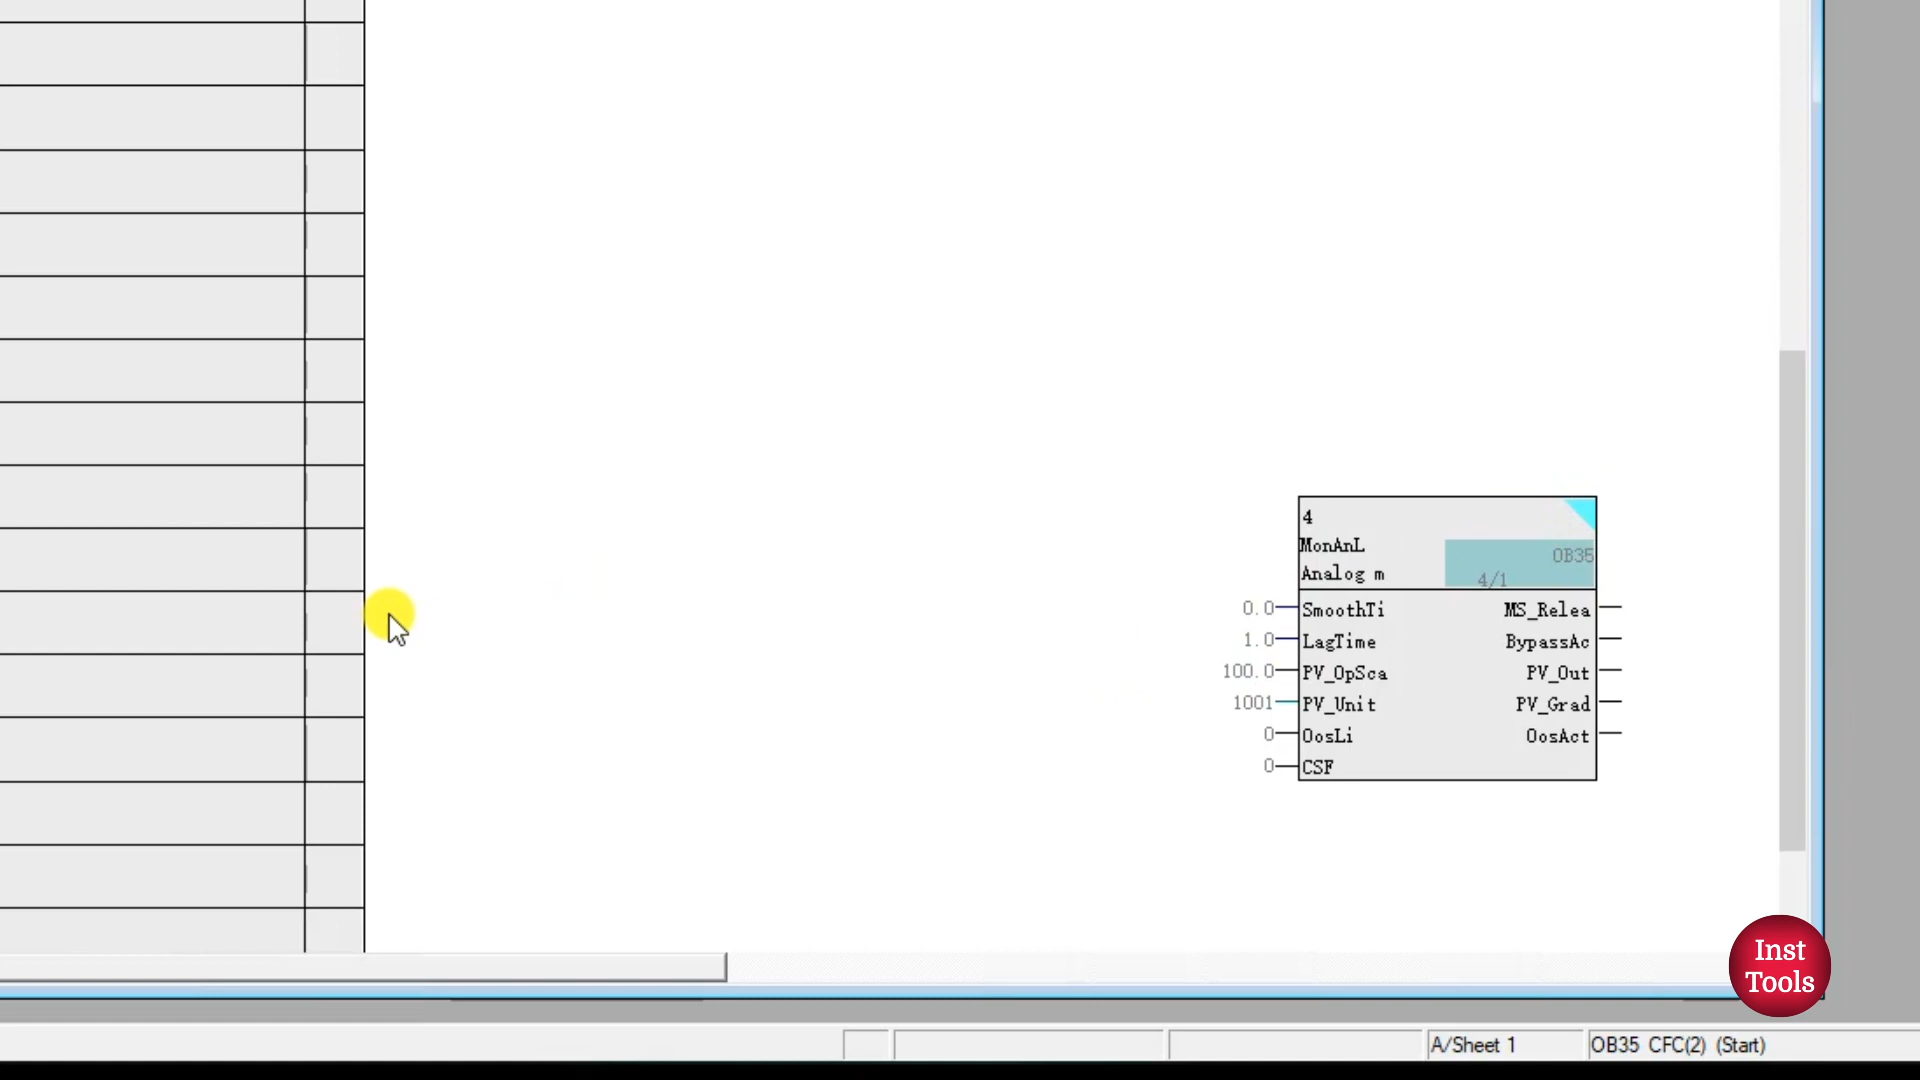 4
MonAnL
OB35
Analog m
4/1
0.0 SmoothTi MS_Relea
1.0 LagTime BypassAc
100.0 PV_OpSca PV_Out
1001 PV_Unit PV_Grad
0 OosLi OosAct
0 CSF
Inst
Tools
A/Sheet 1 OB35 CFC(2) (Start)